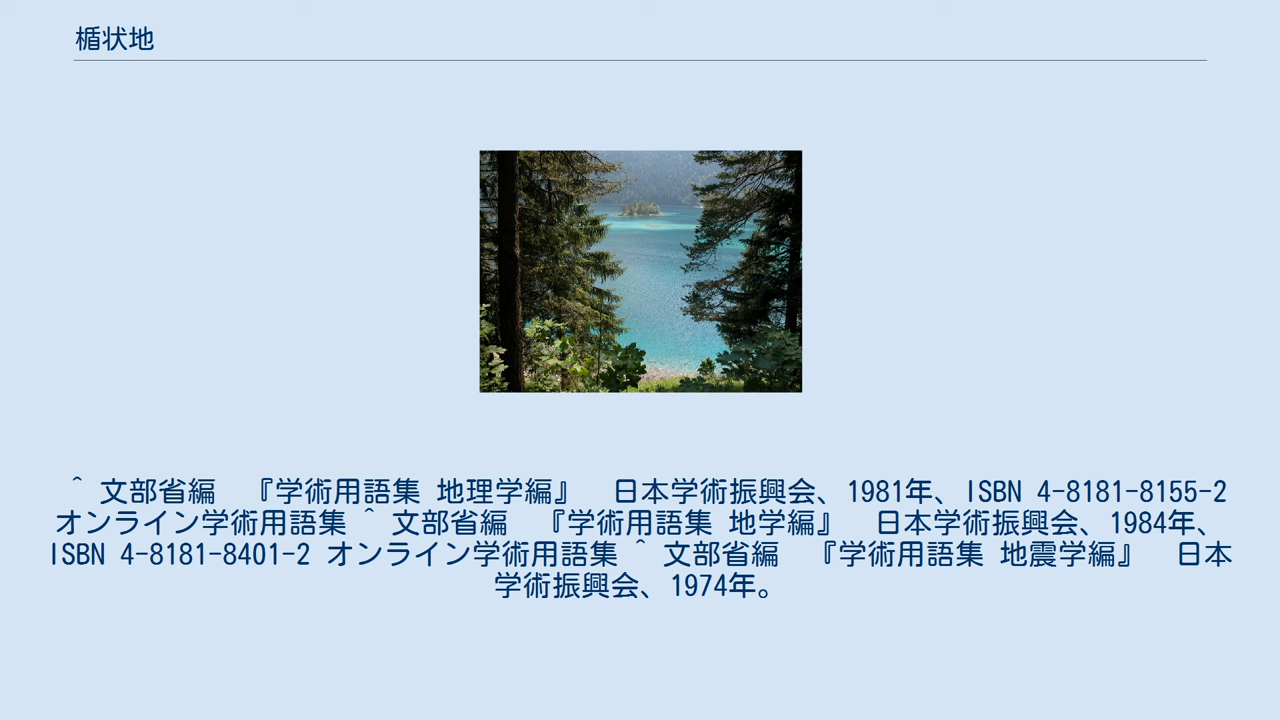 楯状地
^ 文部省編 『学術用語集 地理学編』 日本学術振興会、1981年、ISBN 4-8181-8155-2
オンライン学術用語集 ^ 文部省編 『学術用語集 地学編』 日本学術振興会、1984年、
ISBN 4-8181-8401-2 オンライン学術用語集 ^ 文部省編 『学術用語集 地震学編』 日本
学術振興会、1974年。